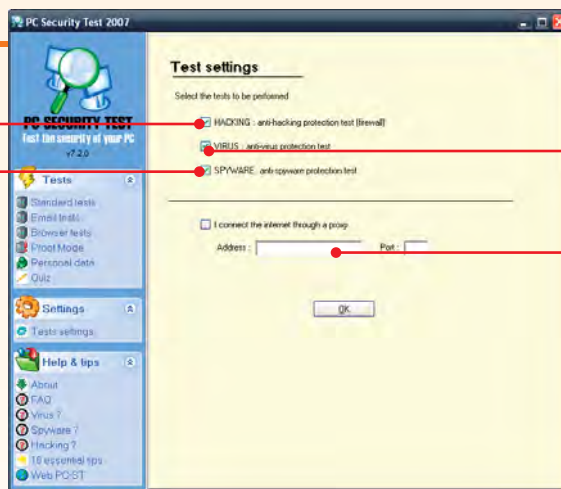 PC Security Test 2007
PC SECURITY TEST
Test the security of your PC
v7.2.0
Tests
Standard tests
Email tests
Browser tests
Proof Mode
Personal data
Quiz
Settings
Tests settings
Help & tips
About
FAQ
Virus ?
Spyware ?
Hacking ?
10 essential tips
Web PC-ST
Test settings
Select the tests to be performed
HACKING : anti-hacking protection test (firewall)
VIRUS : anti-virus protection test
SPYWARE : anti-spyware protection test
I connect the internet through a proxy
Address :
Port :
OK